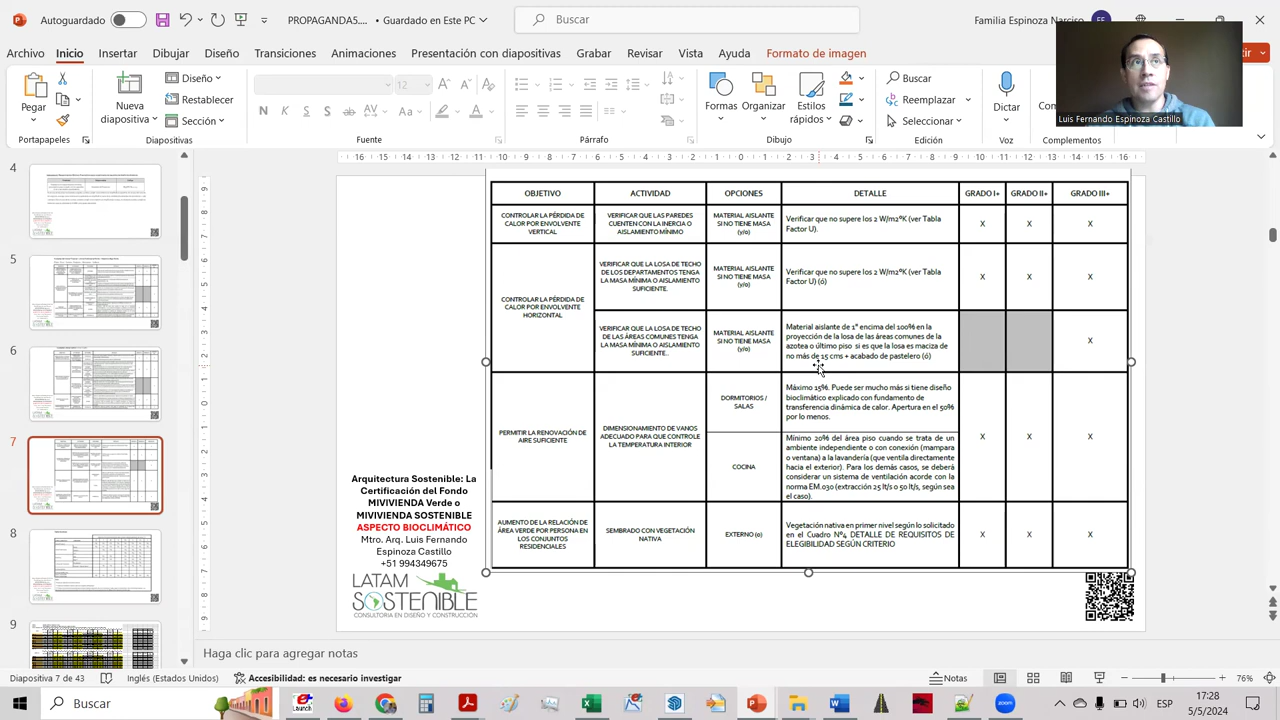 Autoguardado
PROPAGANDA5.... • Guardado en Este PC
Buscar
Familia Espinoza Narciso
Archivo
Inicio
Insertar
Dibujar
Diseño
Transiciones
Animaciones
Presentación con diapositivas
Grabar
Revisar
Vista
Ayuda
Formato de imagen
Pegar
Nueva
diapositiva
Diseño
Restablecer
Sección
Formas
Organizar
Estilos
rápidos
Buscar
Reemplazar
Seleccionar
Dictar
Luis Fernando Espinoza Castillo
Portapapeles
Diapositivas
Fuente
Párrafo
Dibujo
Edición
Voz
Complementos
OBJETIVO
ACTIVIDAD
OPCIONES
DETALLE
GRADO I+
GRADO II+
GRADO III+
CONTROLAR LA PÉRDIDA DE
CALOR POR ENVOLVENTE
VERTICAL
VERIFICAR QUE LAS PAREDES
CUENTEN CON LA INERCIA O
AISLAMIENTO MÍNIMO
MATERIAL AISLANTE
SI NO TIENE MASA
(y/o)
Verificar que no supere los 2 W/m2°K (ver Tabla
Factor U).
X
X
X
CONTROLAR LA PÉRDIDA DE
CALOR POR ENVOLVENTE
HORIZONTAL
VERIFICAR QUE LA LOSA DE TECHO
DE LOS DEPARTAMENTOS TENGA
LA MASA MÍNIMA O AISLAMIENTO
SUFICIENTE.
MATERIAL AISLANTE
SI NO TIENE MASA
(y/o)
Verificar que no supere los 2 W/m2°K (ver Tabla
Factor U) (ó)
X
X
X
VERIFICAR QUE LA LOSA DE TECHO
DE LAS ÁREAS COMUNES TENGA
LA MASA MÍNIMA O AISLAMIENTO
SUFICIENTE..
MATERIAL AISLANTE
SI NO TIENE MASA
(y/o)
Material aislante de 1" encima del 100% en la
proyección de la losa de las áreas comunes de la
azotea o último piso si es que la losa es maciza de
no más de 15 cms + acabado de pastelero (ó)
X
PERMITIR LA RENOVACIÓN DE
AIRE SUFICIENTE
DIMENSIONAMIENTO DE VANOS
ADECUADO PARA QUE CONTROLE
LA TEMPERATURA INTERIOR
DORMITORIOS /
SALAS
Máximo 15%. Puede ser mucho más si tiene diseño
bioclimático explicado con fundamento de
transferencia dinámica de calor. Apertura en el 50%
por lo menos.
X
X
X
COCINA
Mínimo 20% del área piso cuando se trata de un
ambiente independiente o con conexión (mampara
o ventana) a la lavandería (que ventila directamente
hacia el exterior). Para los demás casos, se deberá
considerar un sistema de ventilación acorde con la
norma EM.030 (extracción 25 lt/s o 50 lt/s, según sea
el caso).
AUMENTO DE LA RELACIÓN DE
ÁREA VERDE POR PERSONA EN
LOS CONJUNTOS
RESIDENCIALES
SEMBRADO CON VEGETACIÓN
NATIVA
EXTERNO (o)
Vegetación nativa en primer nivel según lo solicitado
en el Cuadro N°4 DETALLE DE REQUISITOS DE
ELEGIBILIDAD SEGÚN CRITERIO
X
X
X
Arquitectura Sostenible: La
Certificación del Fondo
MIVIVIENDA Verde o
MIVIVIENDA SOSTENIBLE
ASPECTO BIOCLIMÁTICO
Mtro. Arq. Luis Fernando
Espinoza Castillo
+51 994349675
LATAM
SOSTENIBLE
CONSULTORIA EN DISEÑO Y CONSTRUCCIÓN
4
5
6
7
8
9
Haga clic para agregar notas
Diapositiva 7 de 43
Inglés (Estados Unidos)
Accesibilidad: es necesario investigar
Notas
76%
Buscar
ESP
17:28
5/5/2024